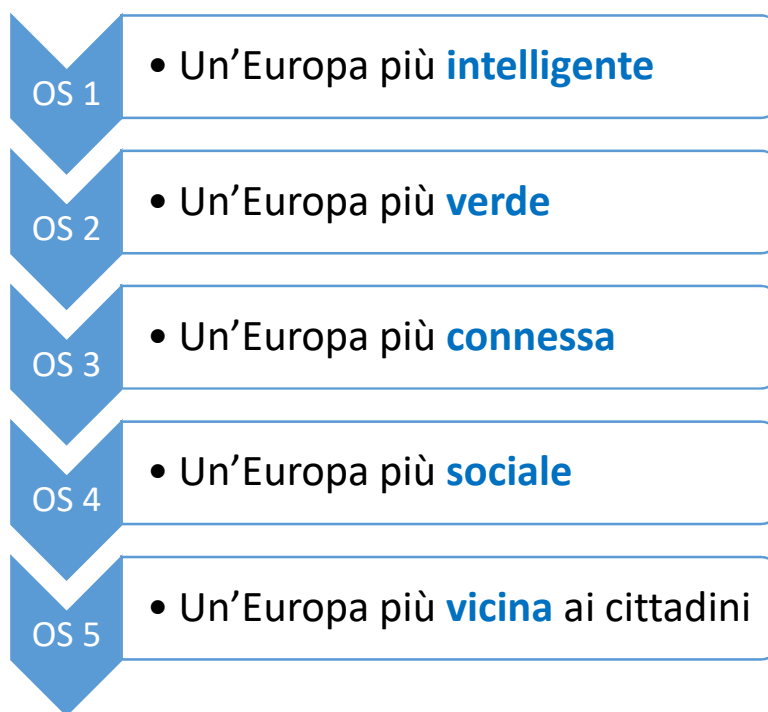 OS 1
• Un’Europa più intelligente
OS 2
• Un’Europa più verde
OS 3
• Un’Europa più connessa
OS 4
• Un’Europa più sociale
OS 5
• Un’Europa più vicina ai cittadini